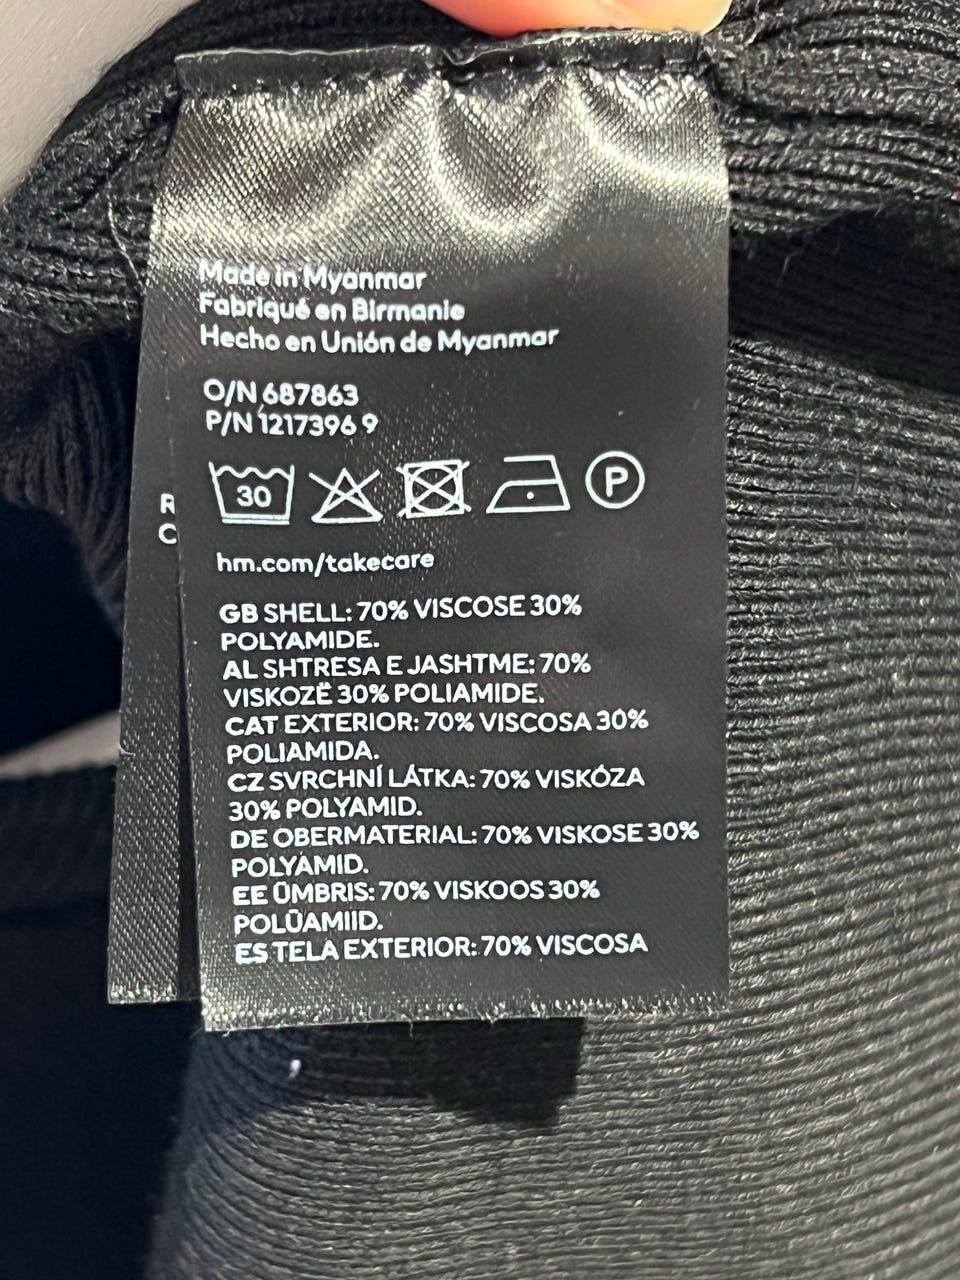 Made in Myanmar
Fabriqué en Birmanie
Hecho en Unión de Myanmar
O/N 687863
P/N 1217396 9
30
P
R
C
hm.com/takecare
GB SHELL: 70% VISCOSE 30%
POLYAMIDE.
AL SHTRESA E JASHTME: 70%
VISKOZË 30% POLIAMIDE.
CAT EXTERIOR: 70% VISCOSA 30%
POLIAMIDA.
CZ SVRCHNÍ LÁTKA: 70% VISKÓZA
30% POLYAMID.
DE OBERMATERIAL: 70% VISKOSE 30%
POLYAMID.
EE ÜMBRIS: 70% VISKOOS 30%
POLÜAMIID.
ES TELA EXTERIOR: 70% VISCOSA